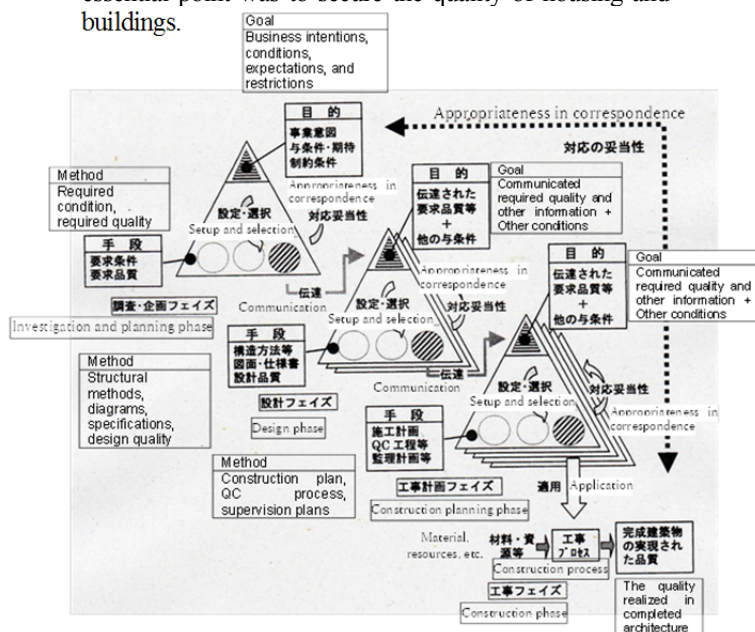 essential point was to secure the quality of housing and
buildings.
Goal
Business intentions,
conditions,
expectations, and
restrictions
目 的
事業意図
与条件・期待
制約条件
Appropriateness in correspondence
対応の妥当性
Method
Required
condition,
required quality
手 段
要求条件
要求品質
設定・選択
Setup and selection
Appropriateness in
correspondence
対応妥当性
伝達
Communication
調査・企画フェイズ
Investigation and planning phase
目 的
伝達された
要求品質等
＋
他の与条件
Goal
Communicated
required quality and
other information +
Other conditions
Method
Structural
methods,
diagrams,
specifications,
design quality
手 段
構造方法等
図面・仕様書
設計品質
設定・選択
Setup and selection
Appropriateness in
correspondence
対応妥当性
伝達
Communication
設計フェイズ
Design phase
目 的
伝達された
要求品質等
＋
他の与条件
Goal
Communicated
required quality and
other information +
Other conditions
Method
Construction plan,
QC process,
supervision plans
手 段
施工計画
QC工程等
監理計画等
設定・選択
Setup and selection
対応妥当性
Appropriateness in
correspondence
工事計画フェイズ
Construction planning phase
適用 Application
Material,
resources, etc.
材料・資
源等
工事
プロセス
Construction process
完成建築物
の実現され
た品質
工事フェイズ
Construction phase
The quality
realized in
completed
architecture